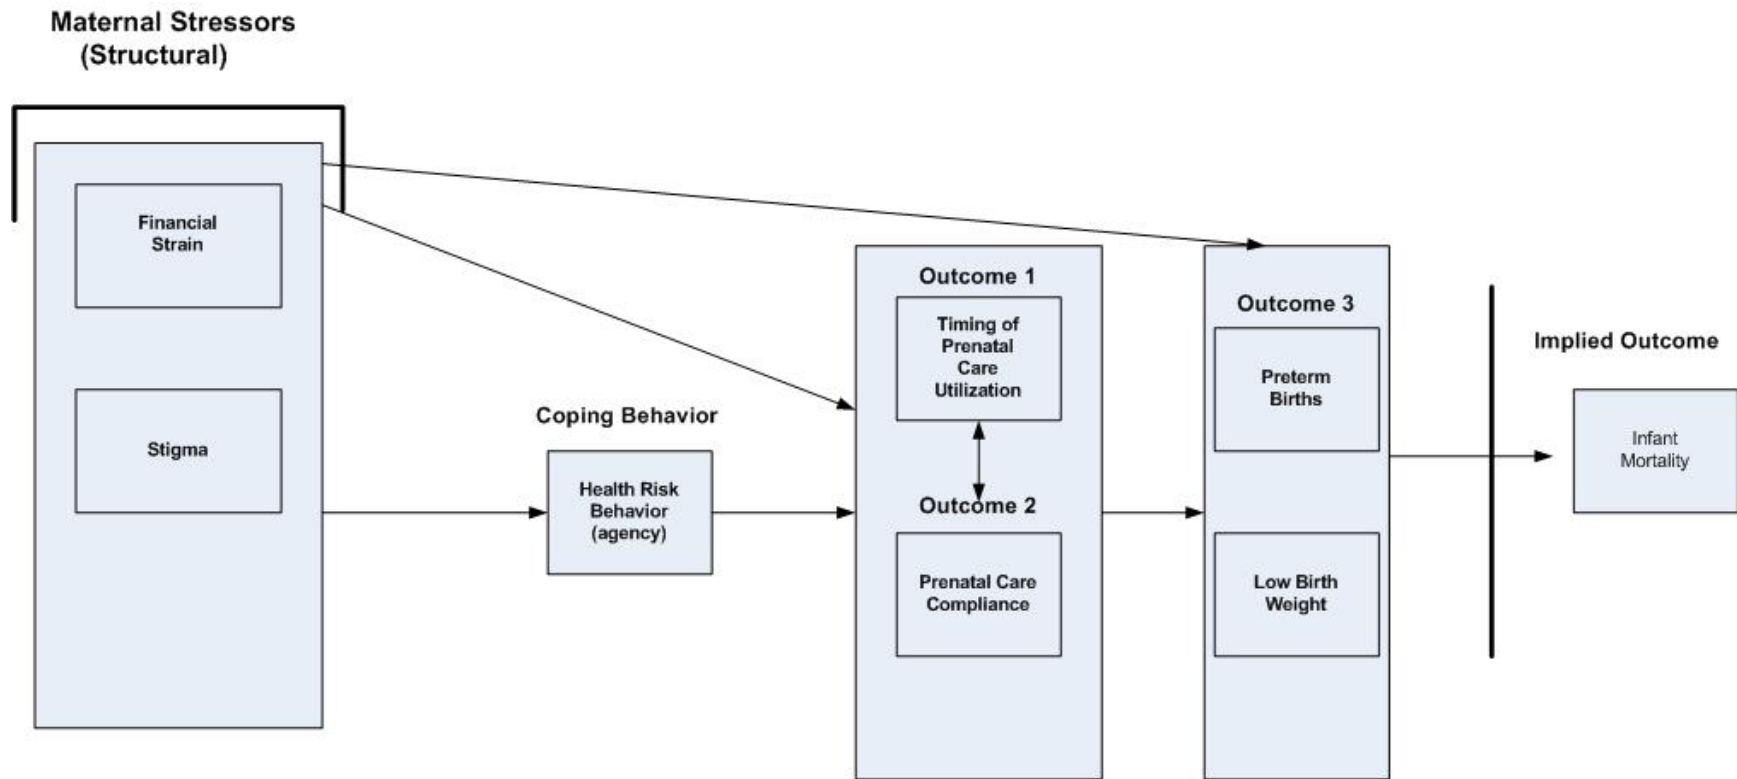 Maternal Stressors
(Structural)
Financial
Strain
Stigma
Coping Behavior
Health Risk
Behavior
(agency)
Outcome 1
Timing of
Prenatal
Care
Utilization
Outcome 2
Prenatal Care
Compliance
Outcome 3
Preterm
Births
Low Birth
Weight
Implied Outcome
Infant
Mortality